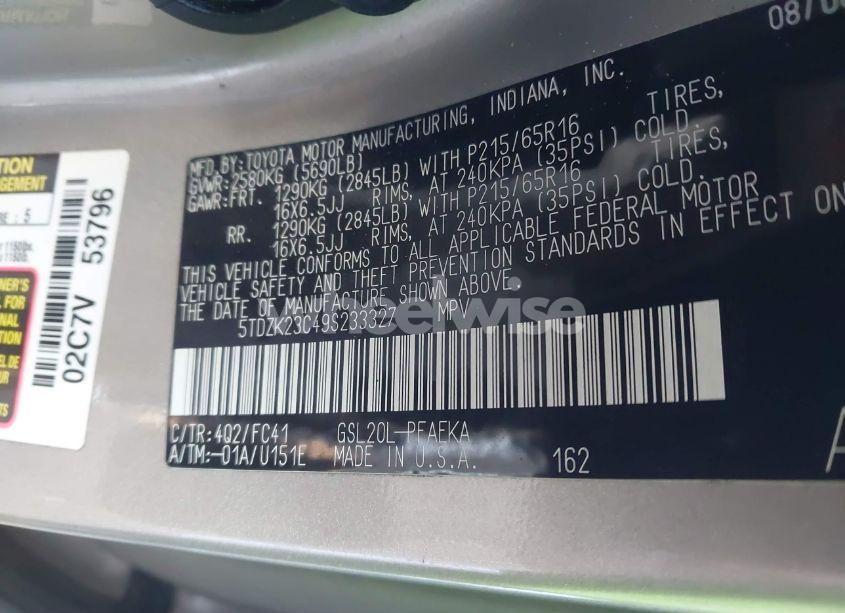 08/0
MFD.BY:TOYOTA MOTOR MANUFACTURING, INDIANA, INC.
GVWR:2580KG (5690LB)
GAWR:FRT. 1290KG (2845LB) WITH P215/65R16 TIRES,
16X6.5JJ RIMS, AT 240KPA (35PSI) COLD.
RR. 1290KG (2845LB) WITH P215/65R16 TIRES,
16X6.5JJ RIMS, AT 240KPA (35PSI) COLD.
THIS VEHICLE CONFORMS TO ALL APPLICABLE FEDERAL MOTOR
VEHICLE SAFETY AND THEFT PREVENTION STANDARDS IN EFFECT ON
THE DATE OF MANUFACTURE SHOWN ABOVE.
5TDZK23C49S233327 MPV
C/TR:4Q2/FC41 GSL20L-PFAEKA
A/TM:-01A/U151E MADE IN U.S.A. 162
A
02C7V 53796
: 5
wheelwise